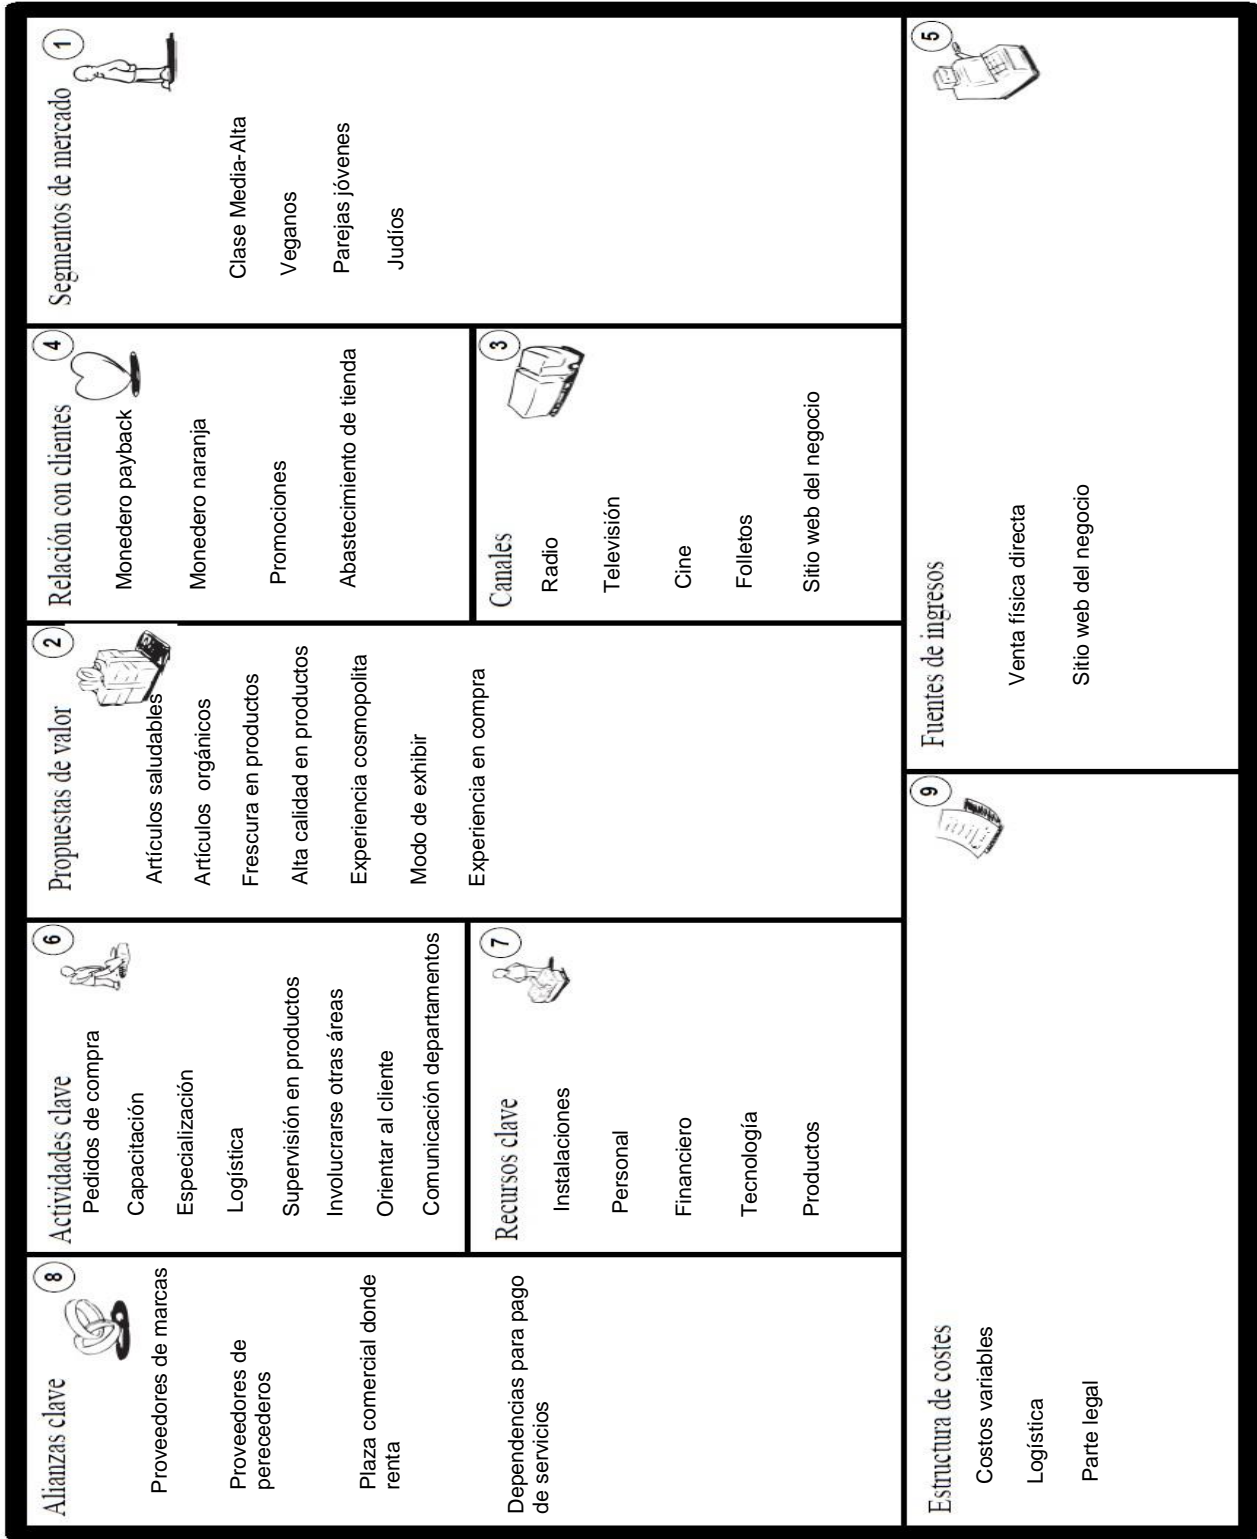 Alianzas clave
8
Proveedores de marcas
Proveedores de
perecederos
Plaza comercial donde
renta
Dependencias para pago
de servicios
Actividades clave
6
Pedidos de compra
Capacitación
Especialización
Logística
Supervisión en productos
Involucrarse otras áreas
Orientar al cliente
Comunicación departamentos
Recursos clave
7
Instalaciones
Personal
Financiero
Tecnología
Productos
Propuestas de valor
2
Artículos saludables
Artículos orgánicos
Frescura en productos
Alta calidad en productos
Experiencia cosmopolita
Modo de exhibir
Experiencia en compra
Relación con clientes
4
Monedero payback
Monedero naranja
Promociones
Abastecimiento de tienda
Canales
3
Radio
Televisión
Cine
Folletos
Sitio web del negocio
Segmentos de mercado
1
Clase Media-Alta
Veganos
Parejas jóvenes
Judíos
Estructura de costes
9
Costos variables
Logística
Parte legal
Fuentes de ingresos
5
Venta física directa
Sitio web del negocio